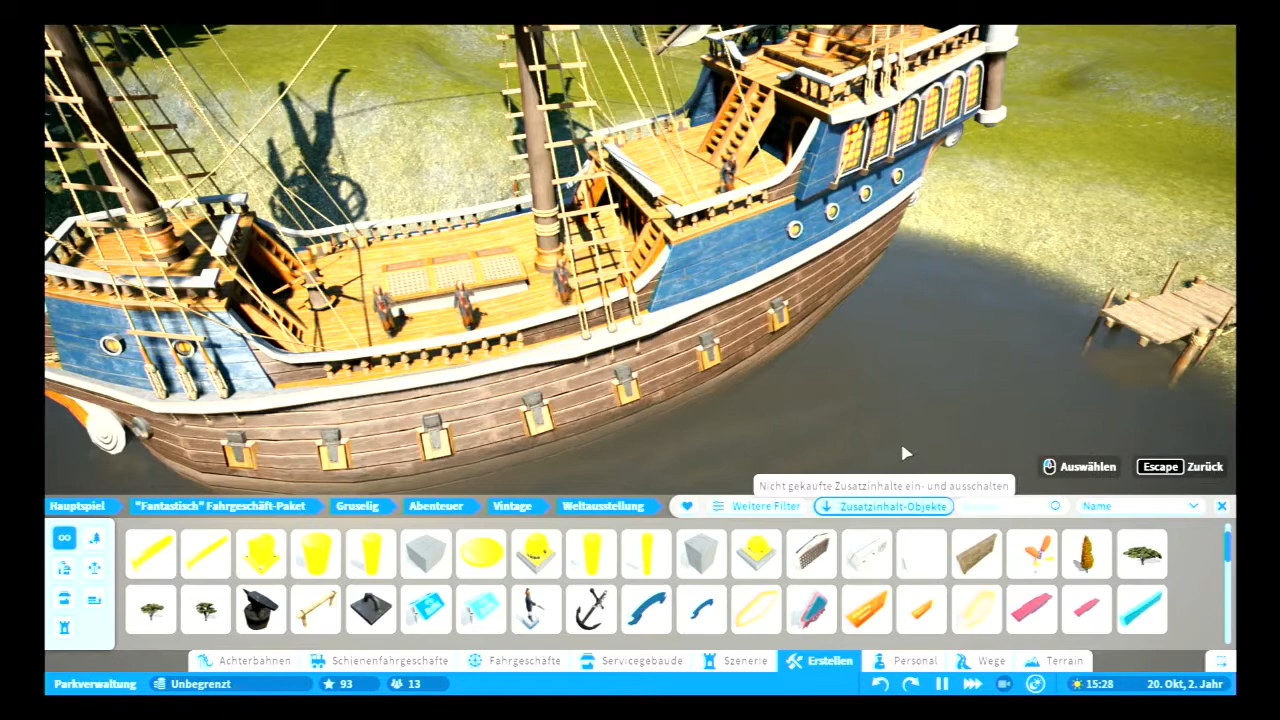 Auswählen
Escape Zurück
Nicht gekaufte Zusatzinhalte ein- und ausschalten
Hauptspiel "Fantastisch" Fahrgeschäft-Paket Gruselig Abenteuer Vintage Weltausstellung Weitere Filter Zusatzinhalt-Objekte Name
Achterbahnen Schienenfahrgeschäfte Fahrgeschäfte Servicegebäude Szenerie Erstellen Personal Wege Terrain
Parkverwaltung Unbegrenzt 93 13 15:28 20. Okt, 2. Jahr